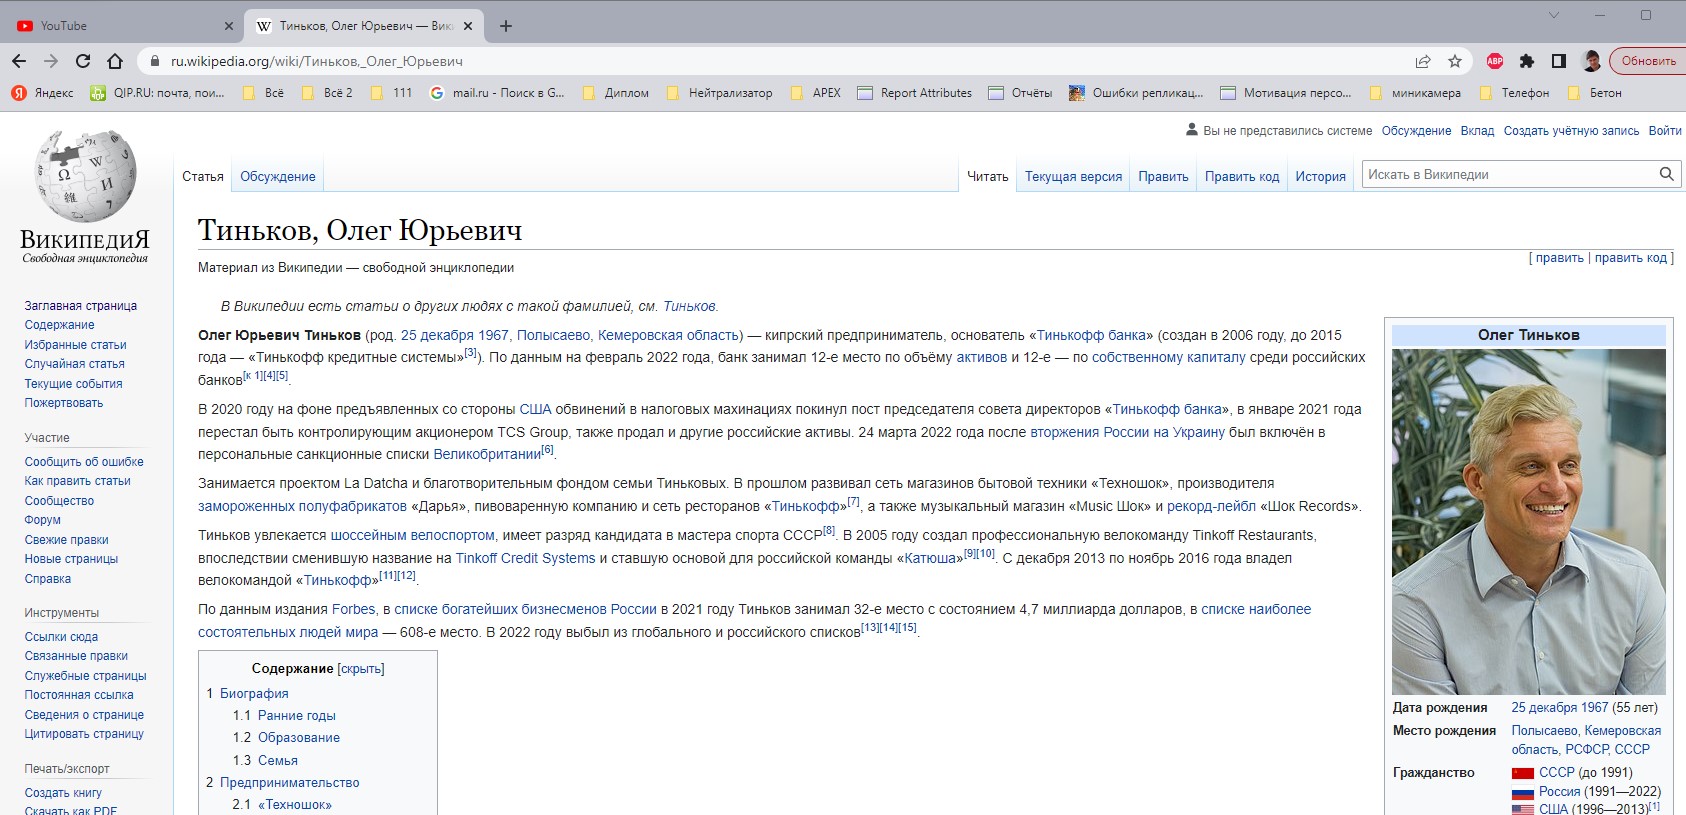 YouTube
Тиньков, Олег Юрьевич — Вик
ru.wikipedia.org/wiki/Тиньков,_Олег_Юрьевич
ABP
Обновить
Яндекс
QIP.RU: почта, пои...
Всё
Всё 2
111
mail.ru - Поиск в G...
Диплом
Нейтрализатор
APEX
Report Attributes
Отчёты
Ошибки репликац...
Мотивация персо...
миникамера
Телефон
Бетон
Вы не представились системе Обсуждение Вклад Создать учётную запись Войти
Статья Обсуждение
Читать Текущая версия Править Править код История
Искать в Википедии
ВИКИПЕДИЯ
Свободная энциклопедия
Заглавная страница
Содержание
Избранные статьи
Случайная статья
Текущие события
Пожертвовать
Участие
Сообщить об ошибке
Как править статьи
Сообщество
Форум
Свежие правки
Новые страницы
Справка
Инструменты
Ссылки сюда
Связанные правки
Служебные страницы
Постоянная ссылка
Сведения о странице
Цитировать страницу
Печать/экспорт
Создать книгу
Скачать как PDF
Тиньков, Олег Юрьевич
[ править | править код ]
Материал из Википедии — свободной энциклопедии
В Википедии есть статьи о других людях с такой фамилией, см. Тиньков.
Олег Юрьевич Тиньков (род. 25 декабря 1967, Полысаево, Кемеровская область) — кипрский предприниматель, основатель «Тинькофф банка» (создан в 2006 году, до 2015
года — «Тинькофф кредитные системы»[3]). По данным на февраль 2022 года, банк занимал 12-е место по объёму активов и 12-е — по собственному капиталу среди российских
банков[к 1][4][5].
В 2020 году на фоне предъявленных со стороны США обвинений в налоговых махинациях покинул пост председателя совета директоров «Тинькофф банка», в январе 2021 года
перестал быть контролирующим акционером TCS Group, также продал и другие российские активы. 24 марта 2022 года после вторжения России на Украину был включён в
персональные санкционные списки Великобритании[6].
Занимается проектом La Datcha и благотворительным фондом семьи Тиньковых. В прошлом развивал сеть магазинов бытовой техники «Техношок», производителя
замороженных полуфабрикатов «Дарья», пивоваренную компанию и сеть ресторанов «Тинькофф»[7], а также музыкальный магазин «Music Шок» и рекорд-лейбл «Шок Records».
Тиньков увлекается шоссейным велоспортом, имеет разряд кандидата в мастера спорта СССР[8]. В 2005 году создал профессиональную велокоманду Tinkoff Restaurants,
впоследствии сменившую название на Tinkoff Credit Systems и ставшую основой для российской команды «Катюша»[9][10]. С декабря 2013 по ноябрь 2016 года владел
велокомандой «Тинькофф»[11][12].
По данным издания Forbes, в списке богатейших бизнесменов России в 2021 году Тиньков занимал 32-е место с состоянием 4,7 миллиарда долларов, в списке наиболее
состоятельных людей мира — 608-е место. В 2022 году выбыл из глобального и российского списков[13][14][15].
Содержание [скрыть]
1 Биография
1.1 Ранние годы
1.2 Образование
1.3 Семья
2 Предпринимательство
2.1 «Техношок»
Олег Тиньков
Дата рождения 25 декабря 1967 (55 лет)
Место рождения Полысаево, Кемеровская
область, РСФСР, СССР
Гражданство СССР (до 1991)
Россия (1991—2022)
США (1996—2013)[1]